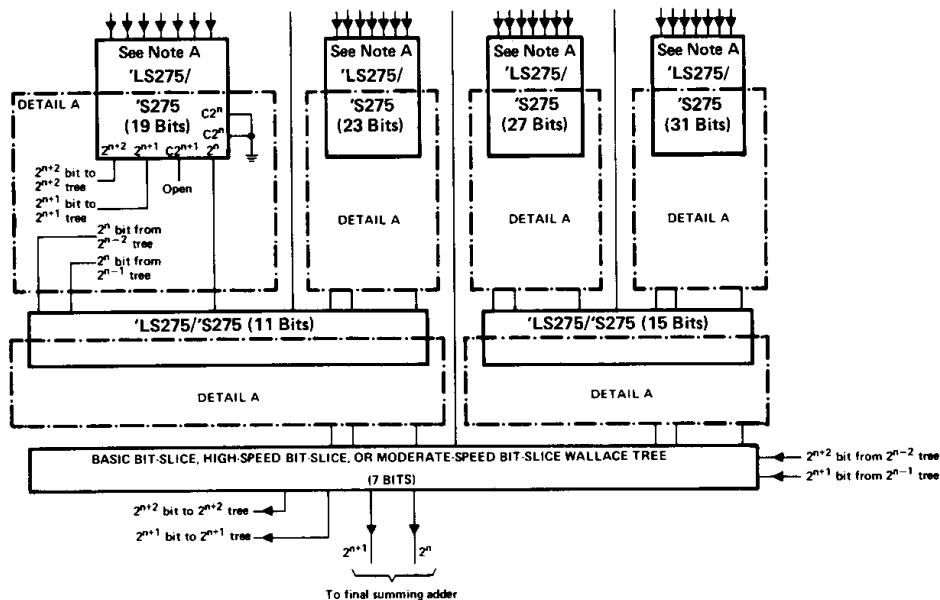 See Note A
'LS275/
'S275
(19 Bits)
See Note A
'LS275/
'S275
(23 Bits)
See Note A
'LS275/
'S275
(27 Bits)
See Note A
'LS275/
'S275
(31 Bits)
DETAIL A
C2ⁿ
C2ⁿ
2ⁿ⁺² 2ⁿ⁺¹ C2ⁿ⁺¹ 2ⁿ
2ⁿ⁺² bit to
2ⁿ⁺² tree
2ⁿ⁺¹ bit to
2ⁿ⁺¹ tree
Open
2ⁿ bit from
2ⁿ⁻² tree
2ⁿ bit from
2ⁿ⁻¹ tree
DETAIL A
DETAIL A
DETAIL A
'LS275/'S275 (11 Bits)
'LS275/'S275 (15 Bits)
DETAIL A
DETAIL A
BASIC BIT-SLICE, HIGH-SPEED BIT-SLICE, OR MODERATE-SPEED BIT-SLICE WALLACE TREE
(7 BITS)
2ⁿ⁺² bit from 2ⁿ⁻² tree
2ⁿ⁺¹ bit from 2ⁿ⁻¹ tree
2ⁿ⁺² bit to 2ⁿ⁺² tree
2ⁿ⁺¹ bit to 2ⁿ⁺¹ tree
2ⁿ⁺¹ 2ⁿ
To final summing adder